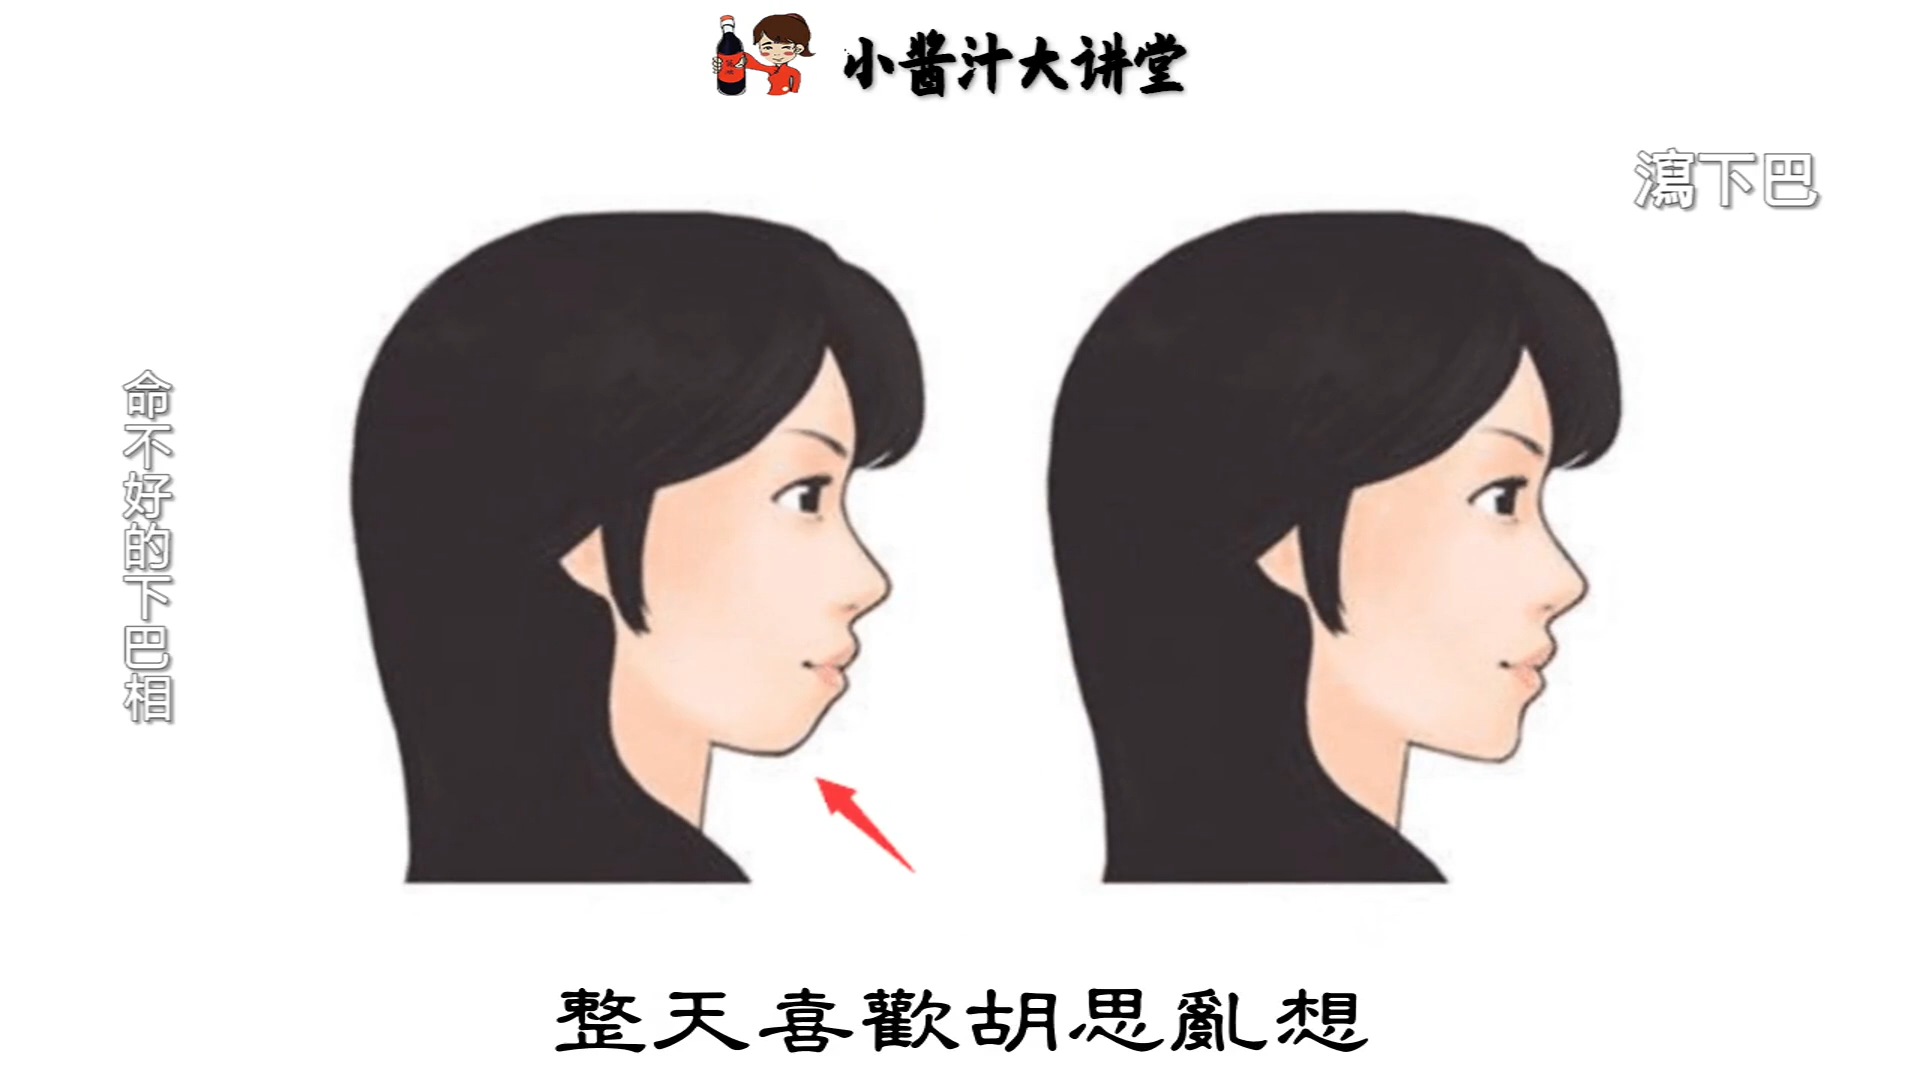 小酱汁大讲堂
瀉下巴
命不好的下巴相
整天喜歡胡思亂想